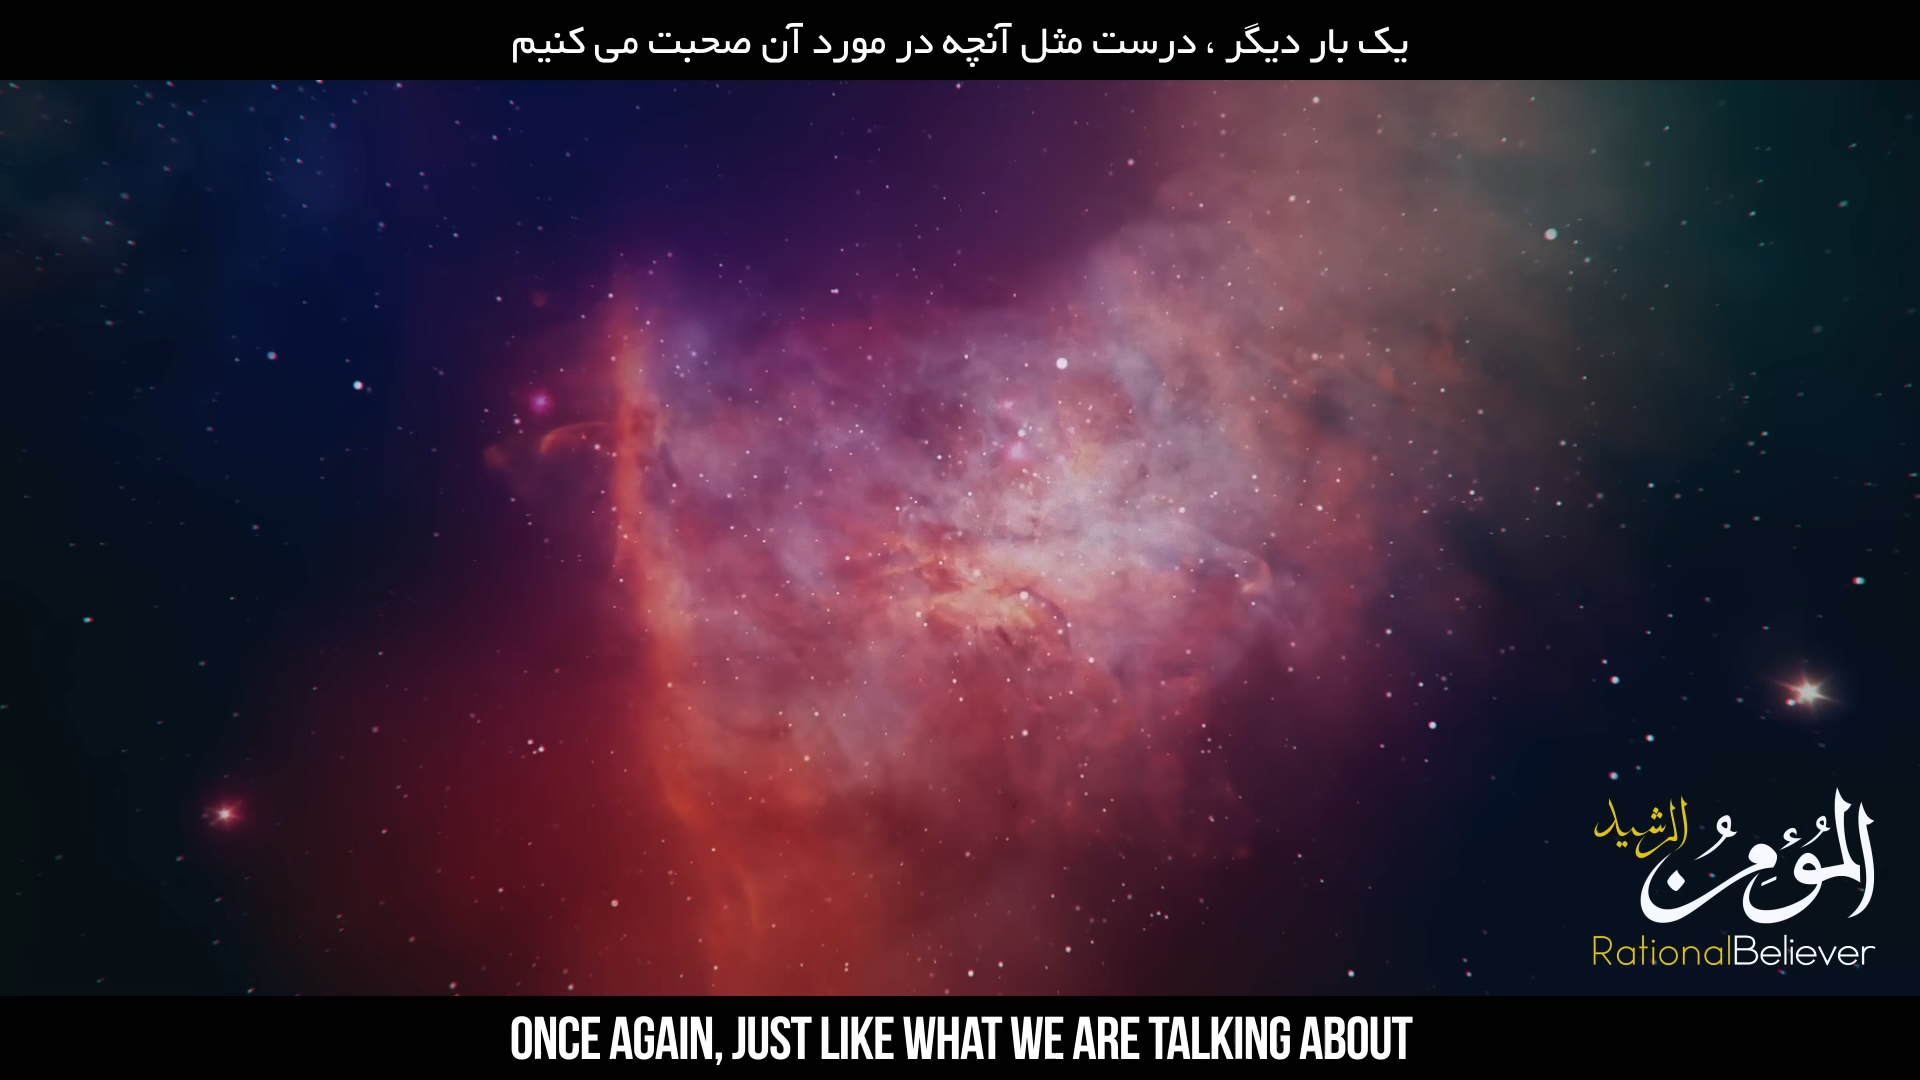 یک بار دیگر ، درست مثل آنچه در مورد آن صحبت می کنیم
المؤمن الرشيد
RationalBeliever
ONCE AGAIN, JUST LIKE WHAT WE ARE TALKING ABOUT